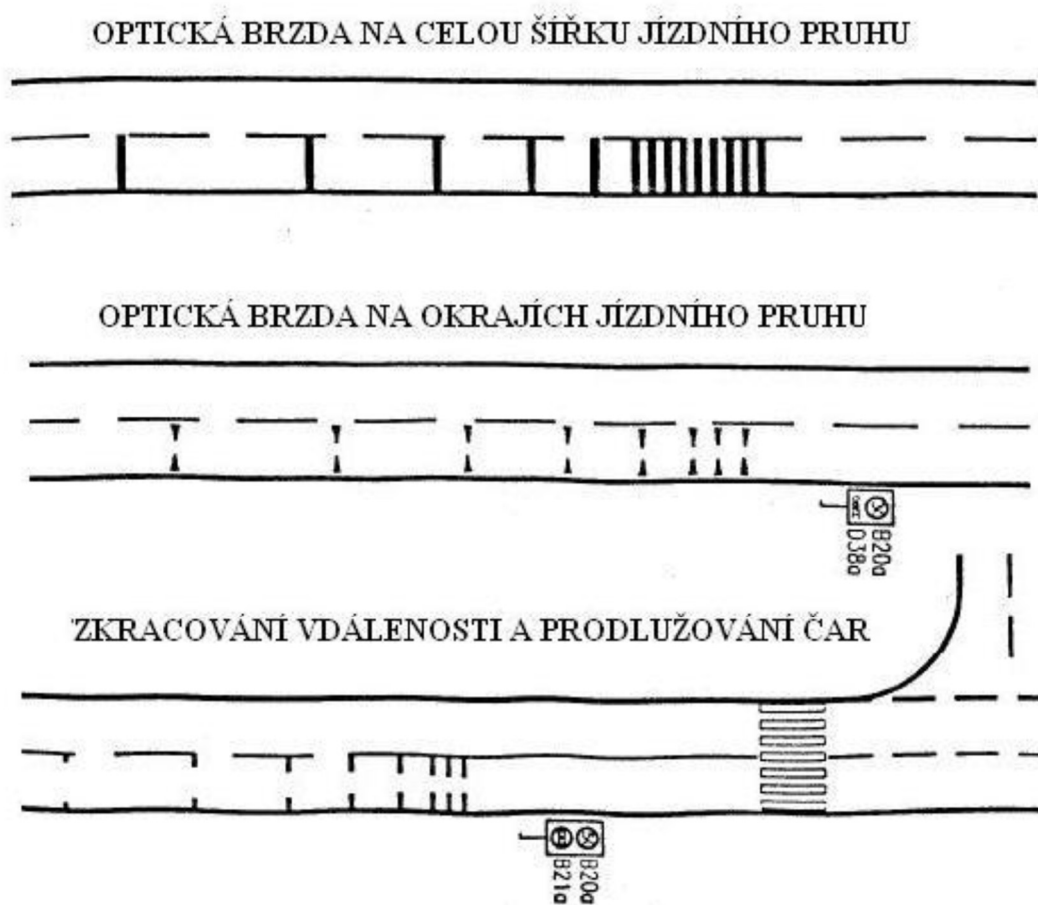 OPTICKÁ BRZDA NA CELOU ŠÍŘKU JÍZDNÍHO PRUHU
OPTICKÁ BRZDA NA OKRAJÍCH JÍZDNÍHO PRUHU
B20a
D38a
ZKRACOVÁNÍ VDÁLENOSTI A PRODLUŽOVÁNÍ ČAR
B20a
B21a